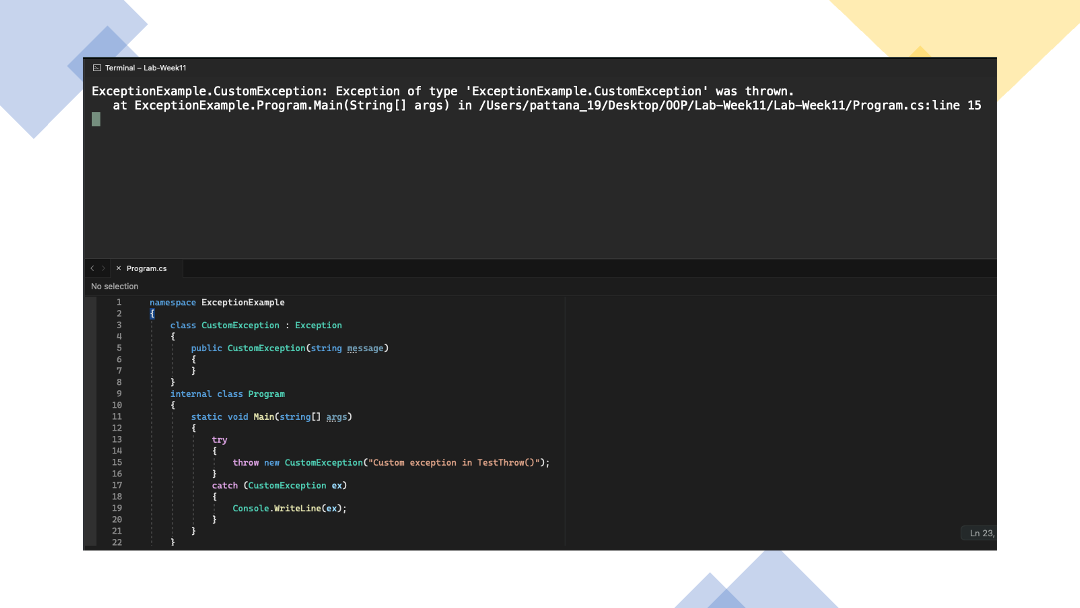 Terminal – Lab-Week11
ExceptionExample.CustomException: Exception of type 'ExceptionExample.CustomException' was thrown.
   at ExceptionExample.Program.Main(String[] args) in /Users/pattana_19/Desktop/OOP/Lab-Week11/Lab-Week11/Program.cs:line 15
< > × Program.cs
No selection
1 namespace ExceptionExample
2 {
3     class CustomException : Exception
4     {
5         public CustomException(string message)
6         {
7         }
8     }
9     internal class Program
10     {
11         static void Main(string[] args)
12         {
13             try
14             {
15                 throw new CustomException("Custom exception in TestThrow()");
16             }
17             catch (CustomException ex)
18             {
19                 Console.WriteLine(ex);
20             }
21         }
22     }
Ln 23,